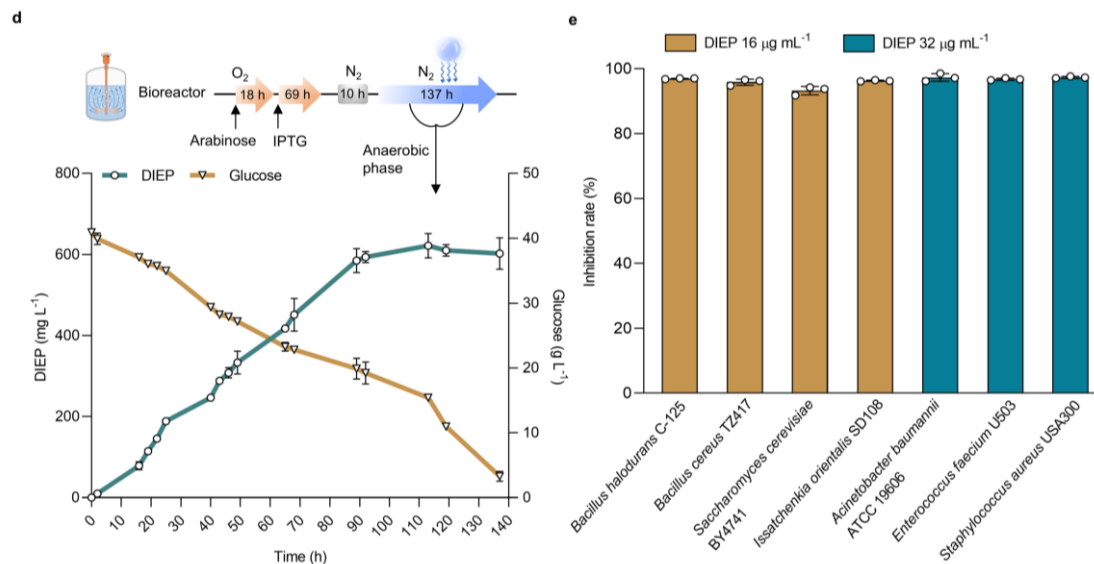 d
O2 N2 N2
Bioreactor 18 h 69 h 10 h 137 h
Arabinose IPTG
Anaerobic
phase
DIEP Glucose
800
600
400
200
0
DIEP (mg L-1)
50
40
30
20
10
0
Glucose (g L-1)
0 10 20 30 40 50 60 70 80 90 100 110 120 130 140
Time (h)
e
DIEP 16 μg mL-1 DIEP 32 μg mL-1
100
80
60
40
20
0
Inhibition rate (%)
Bacillus halodurans C-125
Bacillus cereus TZ417
Saccharomyces cerevisiae
BY4741
Issatchenkia orientalis SD108
Acinetobacter baumannii
ATCC 19606
Enterococcus faecium U503
Staphylococcus aureus USA300